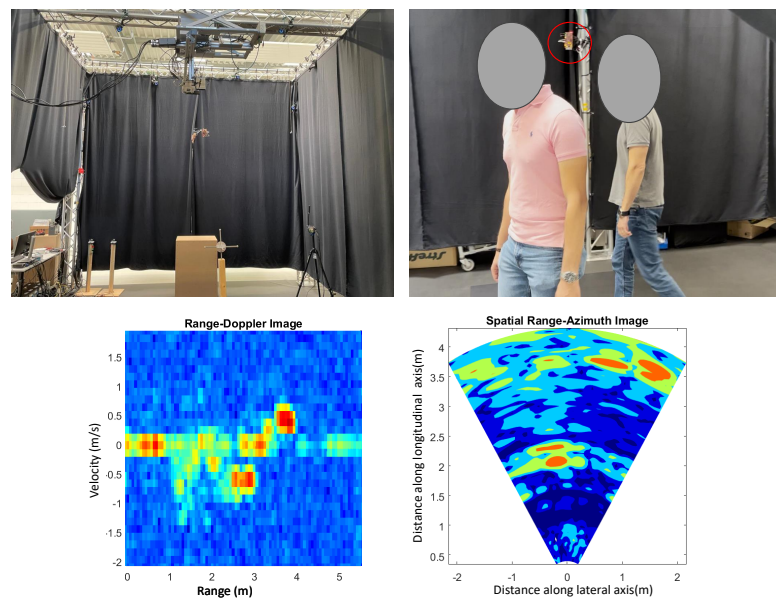 Range-Doppler Image
1.5
1
0.5
0
-0.5
-1
-1.5
-2
Velocity (m/s)
0 1 2 3 4 5
Range (m)
Spatial Range-Azimuth Image
4
3.5
3
2.5
2
1.5
1
0.5
Distance along longitudinal axis(m)
-2 -1 0 1 2
Distance along lateral axis(m)